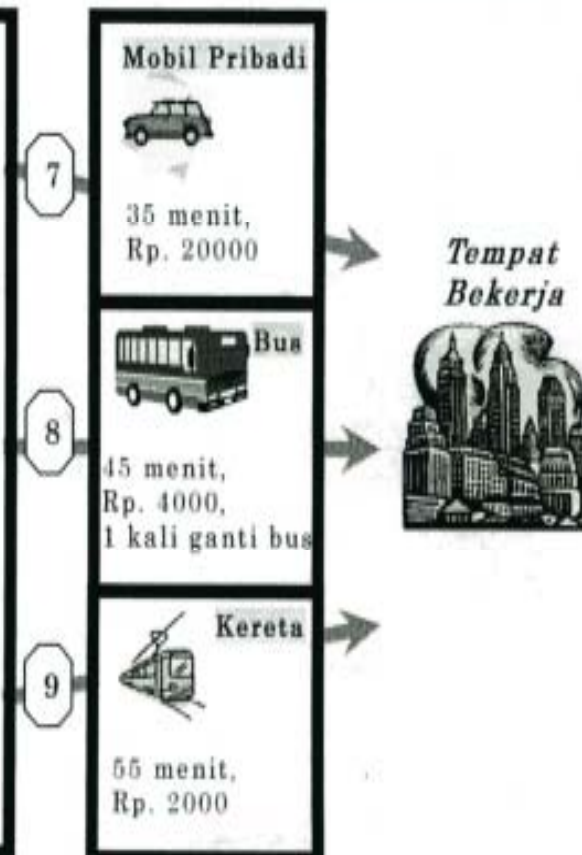 7
Mobil Pribadi
35 menit,
Rp. 20000
Tempat
Bekerja
8
Bus
45 menit,
Rp. 4000,
1 kali ganti bus
9
Kereta
55 menit,
Rp. 2000